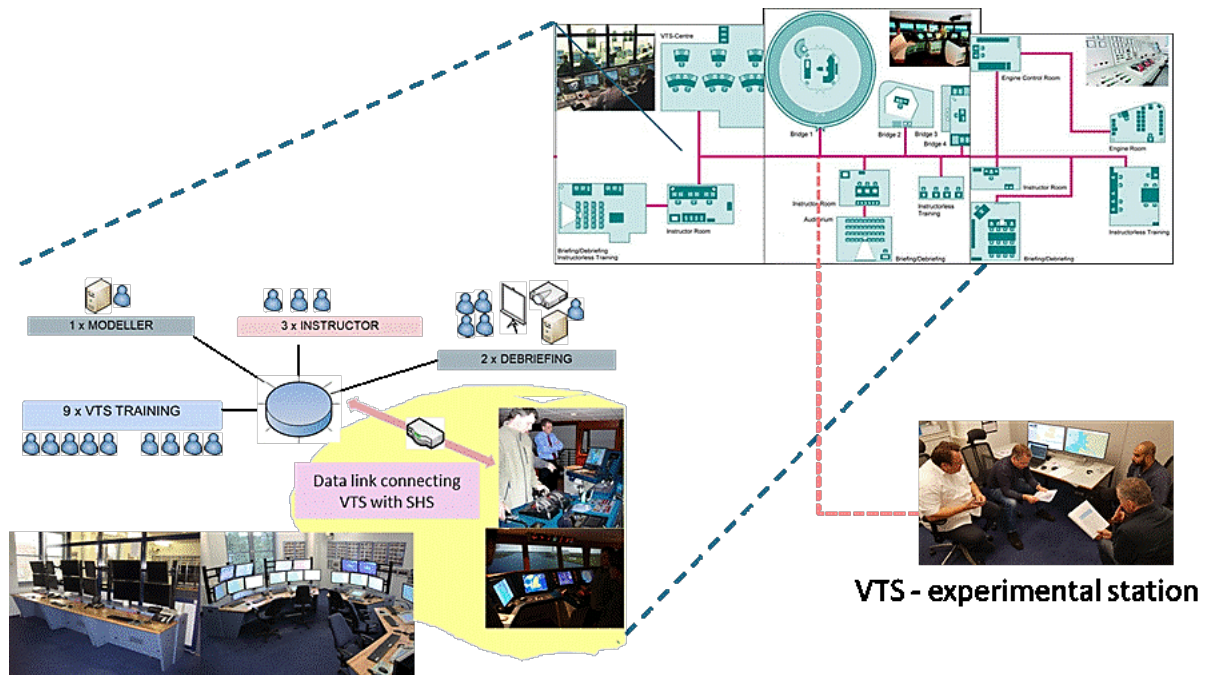 VTS-Centre
Bridge 1
Bridge 2
Bridge 3
Bridge 4
Engine Control Room
Engine Room
Instructor Room
Instructorless Training
Briefing/Debriefing
Instructorless Training
Instructor Room
Instructor Room
Auditorium
Briefing/Debriefing
Instructorless
Training
Briefing/Debriefing
1 x MODELLER
3 x INSTRUCTOR
2 x DEBRIEFING
9 x VTS TRAINING
Data link connecting
VTS with SHS
VTS - experimental station